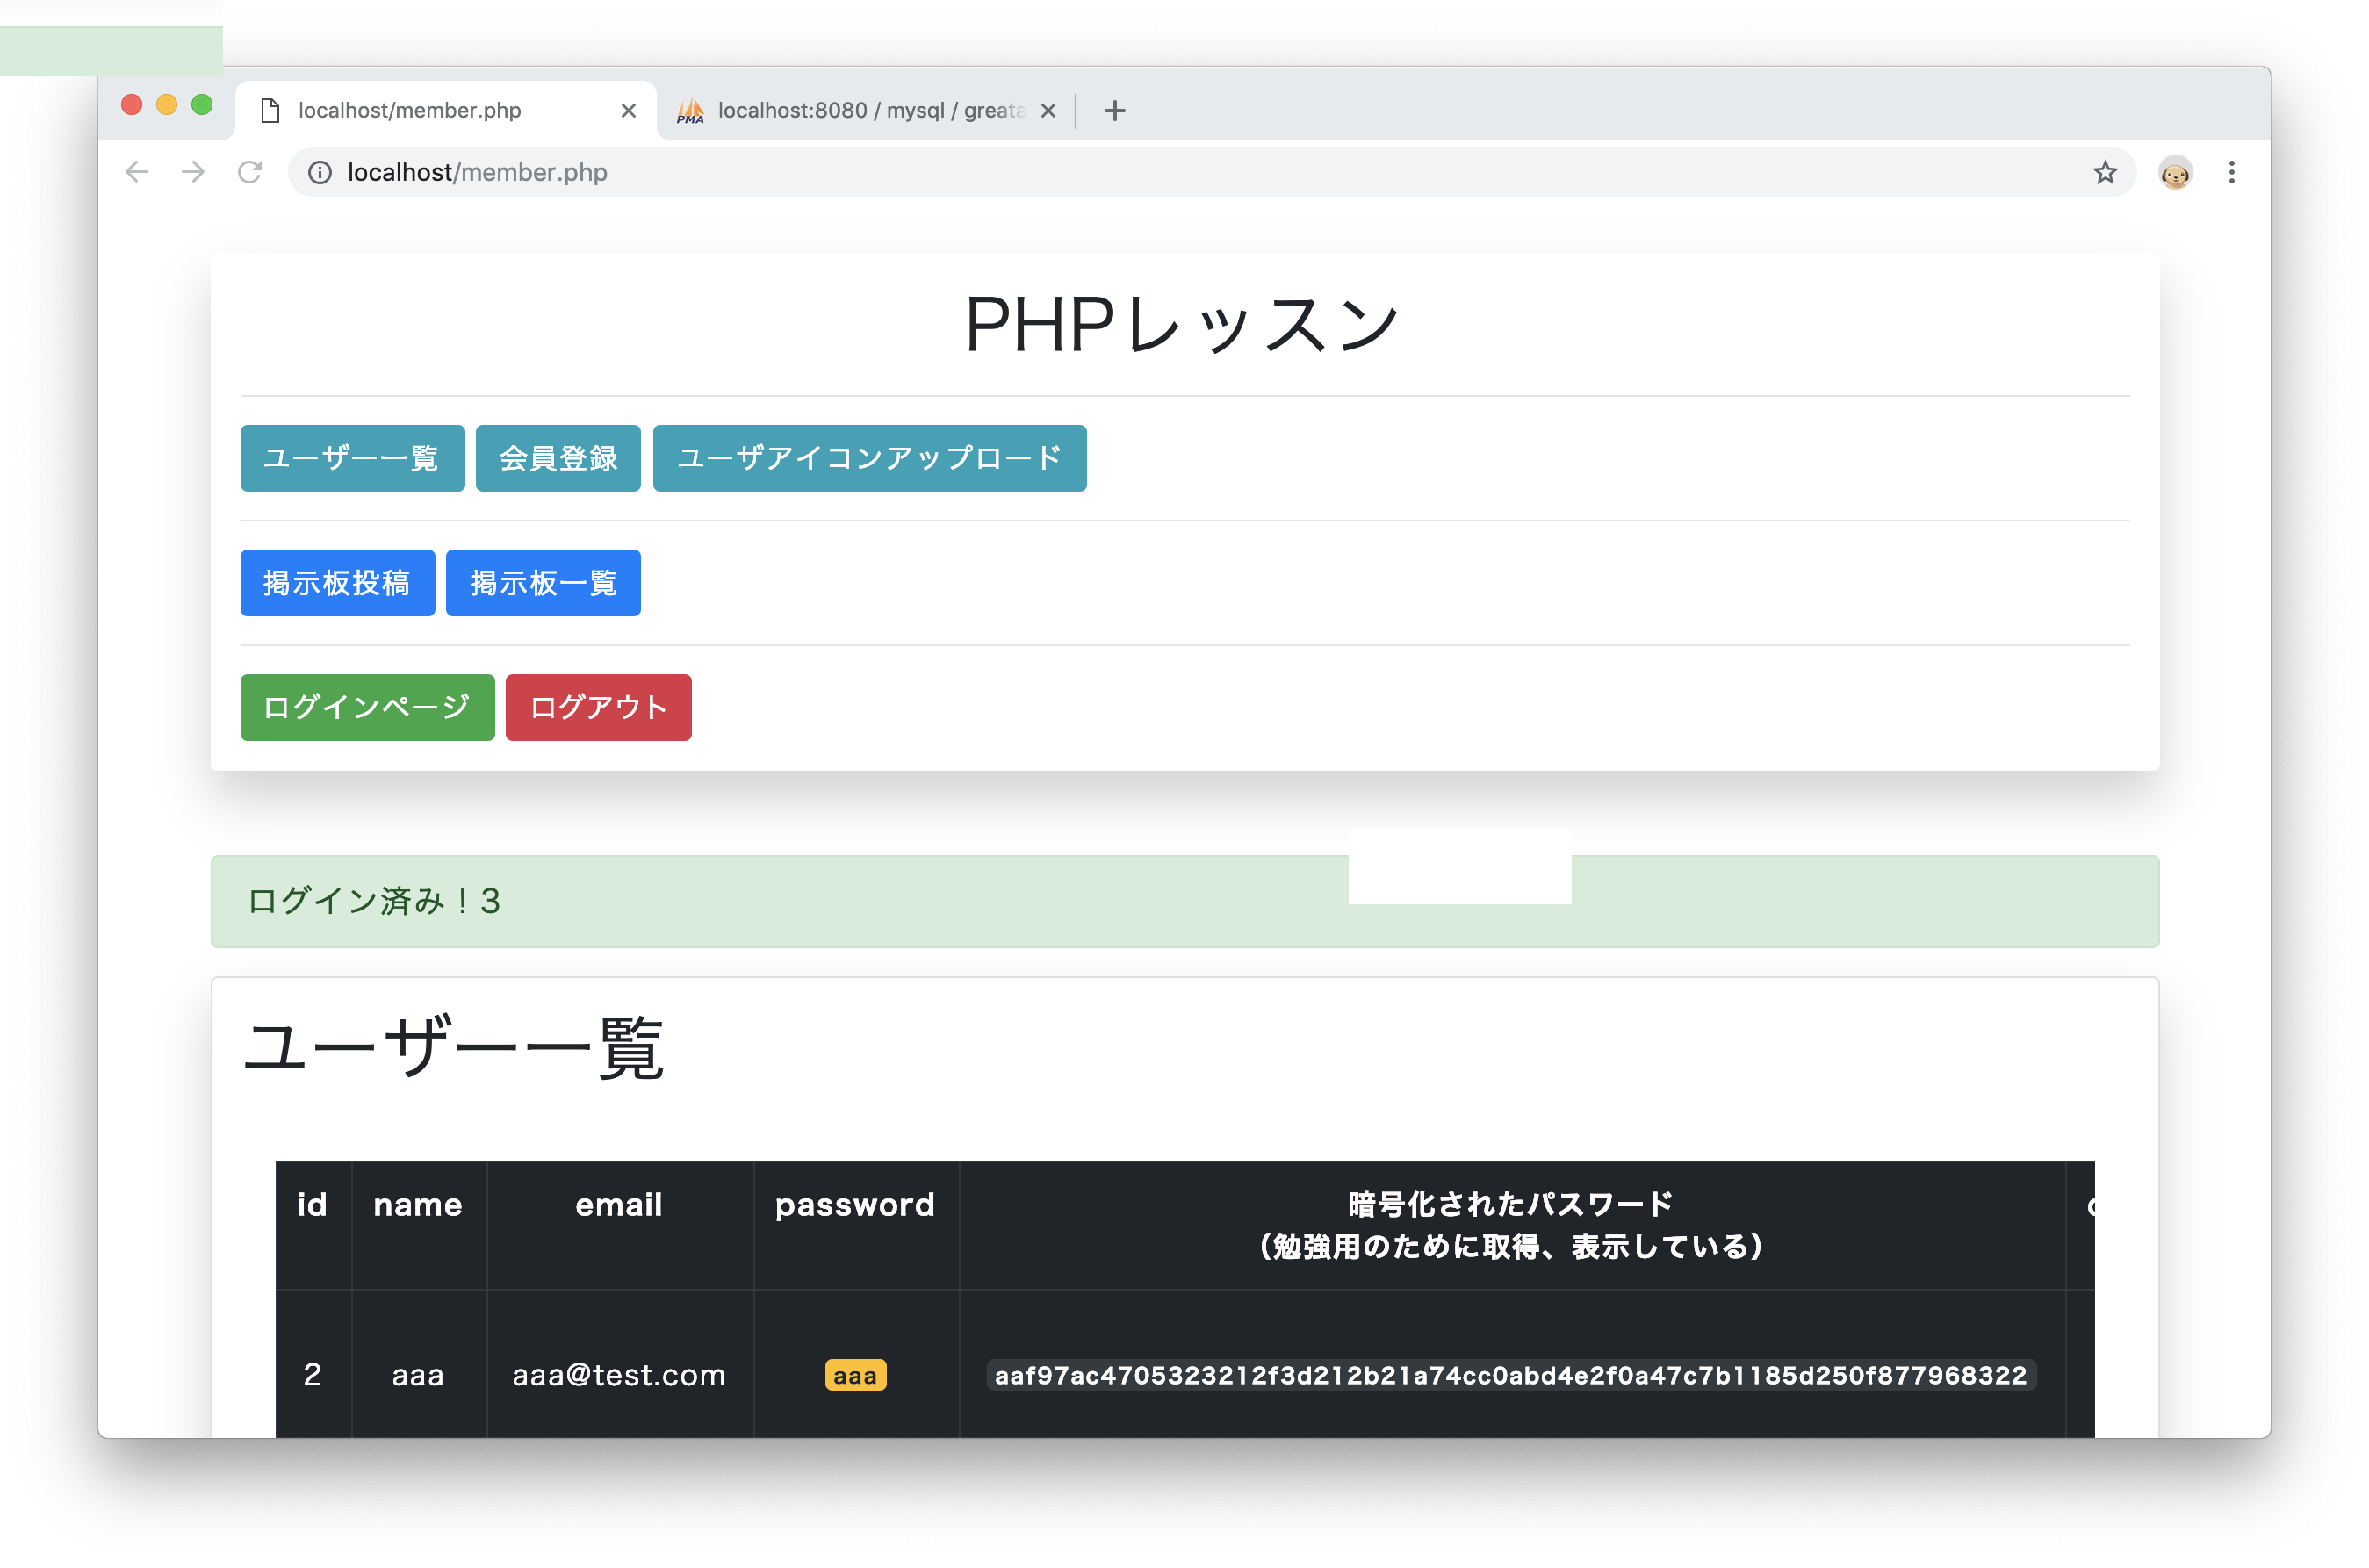 localhost/member.php
PMA localhost:8080 / mysql / greata
localhost/member.php
PHPレッスン
ユーザー一覧 会員登録 ユーザアイコンアップロード
掲示板投稿 掲示板一覧
ログインページ ログアウト
ログイン済み！3
ユーザー一覧
id name email password 暗号化されたパスワード
（勉強用のために取得、表示している）
2 aaa aaa@test.com aaa aaf97ac4705323212f3d212b21a74cc0abd4e2f0a47c7b1185d250f877968322